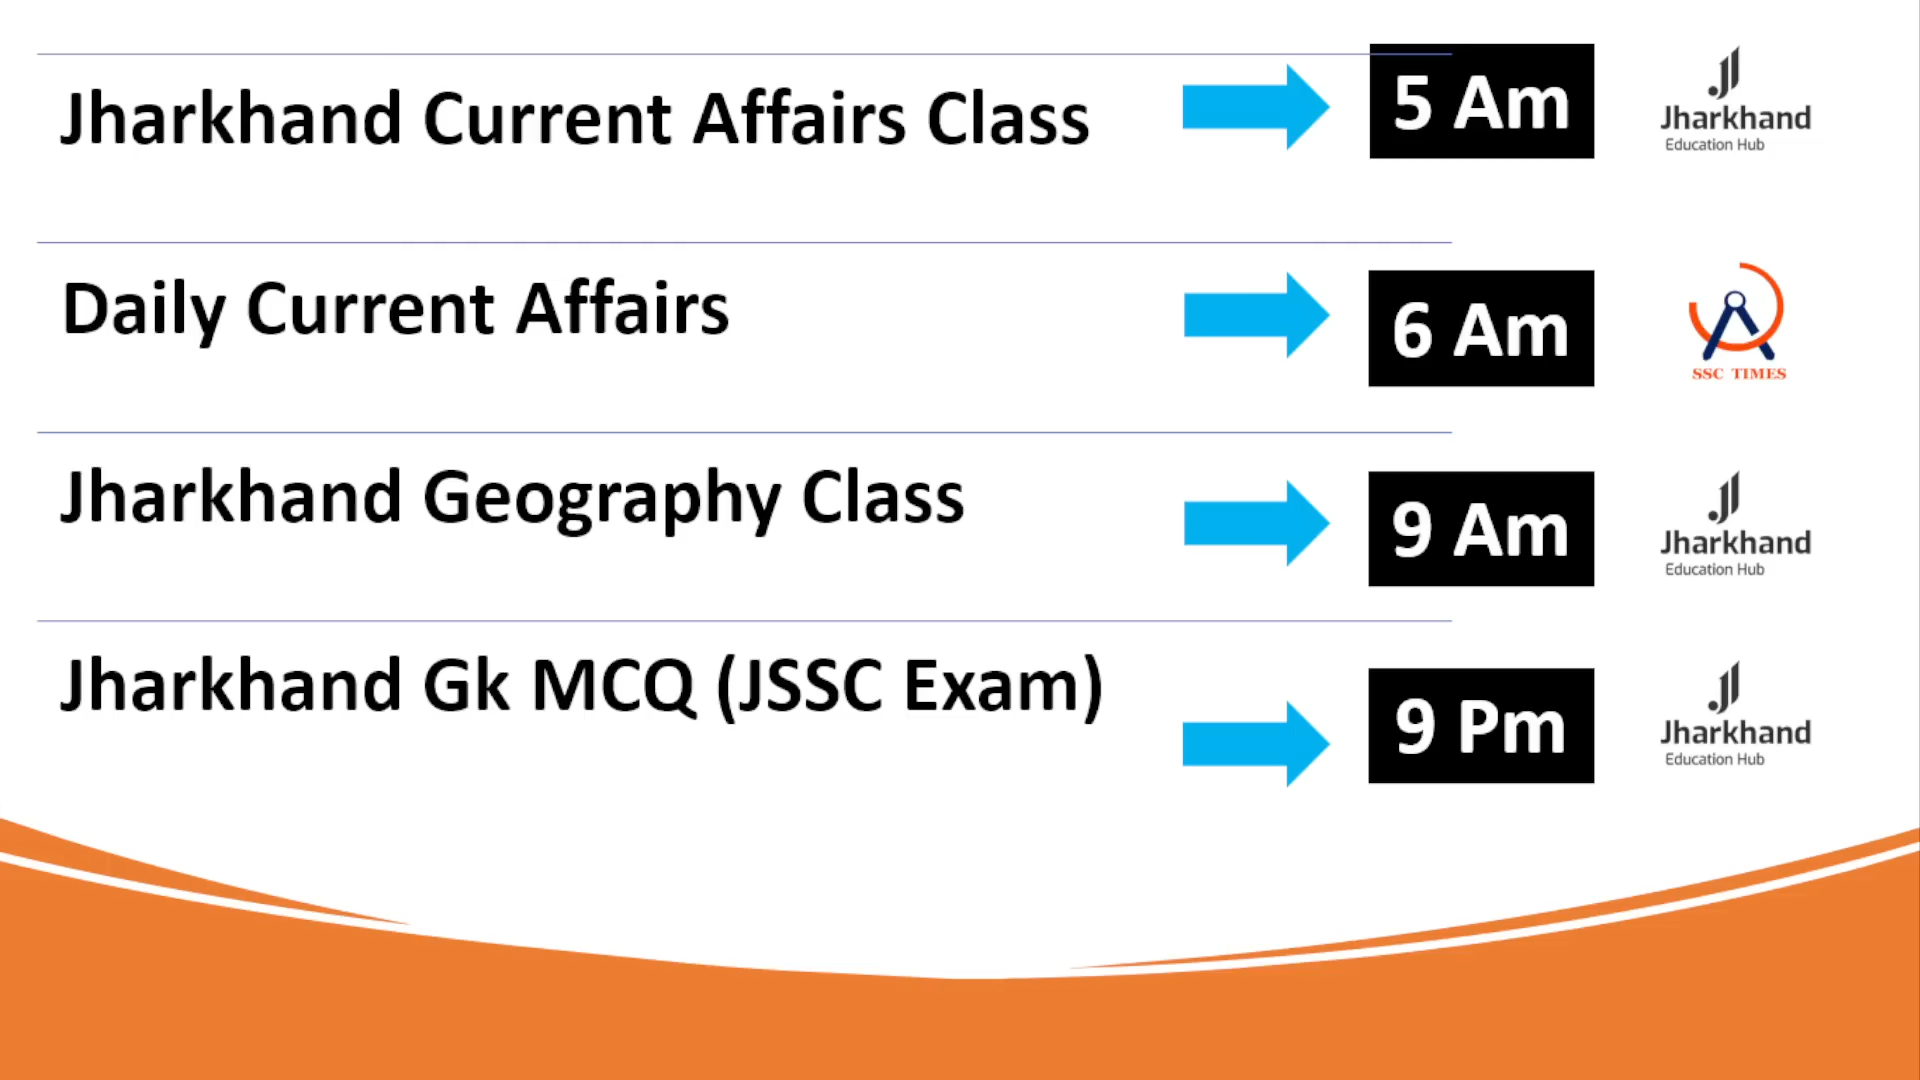 Jharkhand Current Affairs Class
5 Am
Jharkhand
Education Hub
Daily Current Affairs
6 Am
SSC TIMES
Jharkhand Geography Class
9 Am
Jharkhand
Education Hub
Jharkhand Gk MCQ (JSSC Exam)
9 Pm
Jharkhand
Education Hub